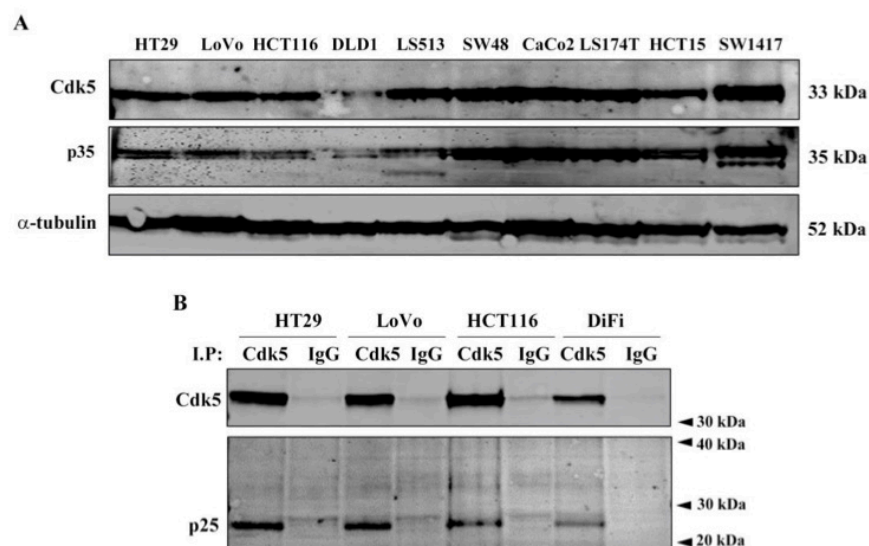 A
HT29 LoVo HCT116 DLD1 LS513 SW48 CaCo2 LS174T HCT15 SW1417
Cdk5 33 kDa
p35 35 kDa
α-tubulin 52 kDa
B
HT29 LoVo HCT116 DiFi
I.P: Cdk5 IgG Cdk5 IgG Cdk5 IgG Cdk5 IgG
Cdk5
30 kDa
40 kDa
30 kDa
p25
20 kDa